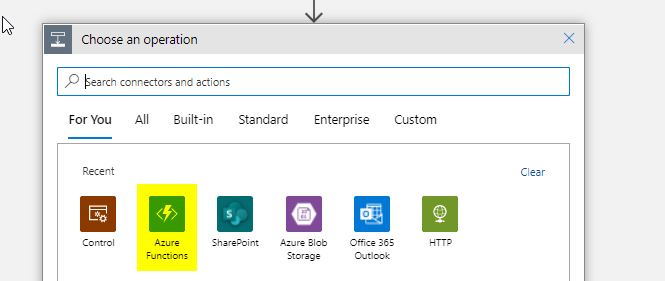 Choose an operation
Search connectors and actions
For You All Built-in Standard Enterprise Custom
Recent Clear
Control Azure Functions SharePoint Azure Blob Storage Office 365 Outlook HTTP